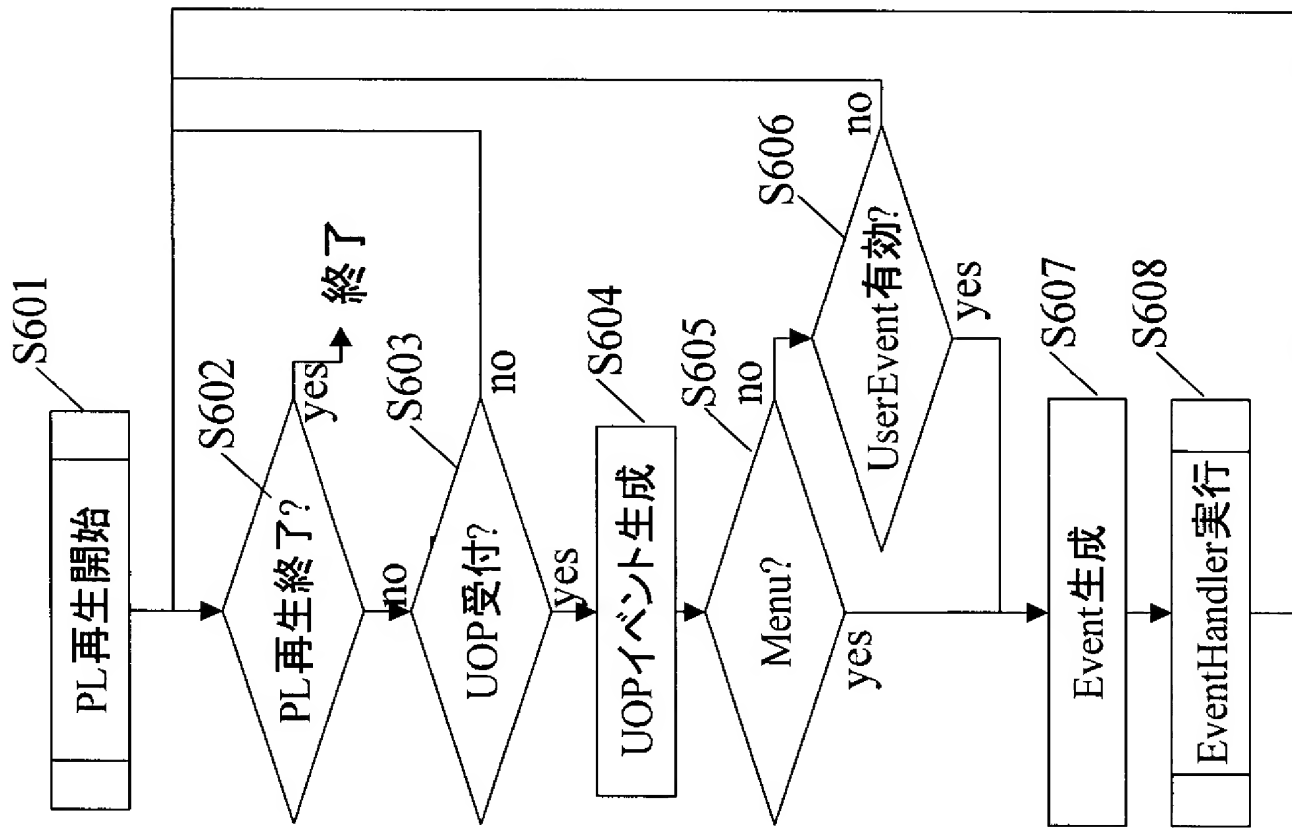 S601
PL再生開始
S602
PL再生終了?
yes
終了
no
S603
UOP受付?
no
yes
S604
UOPイベント生成
S605
Menu?
no
yes
S606
UserEvent有効?
no
yes
S607
Event生成
S608
EventHandler実行